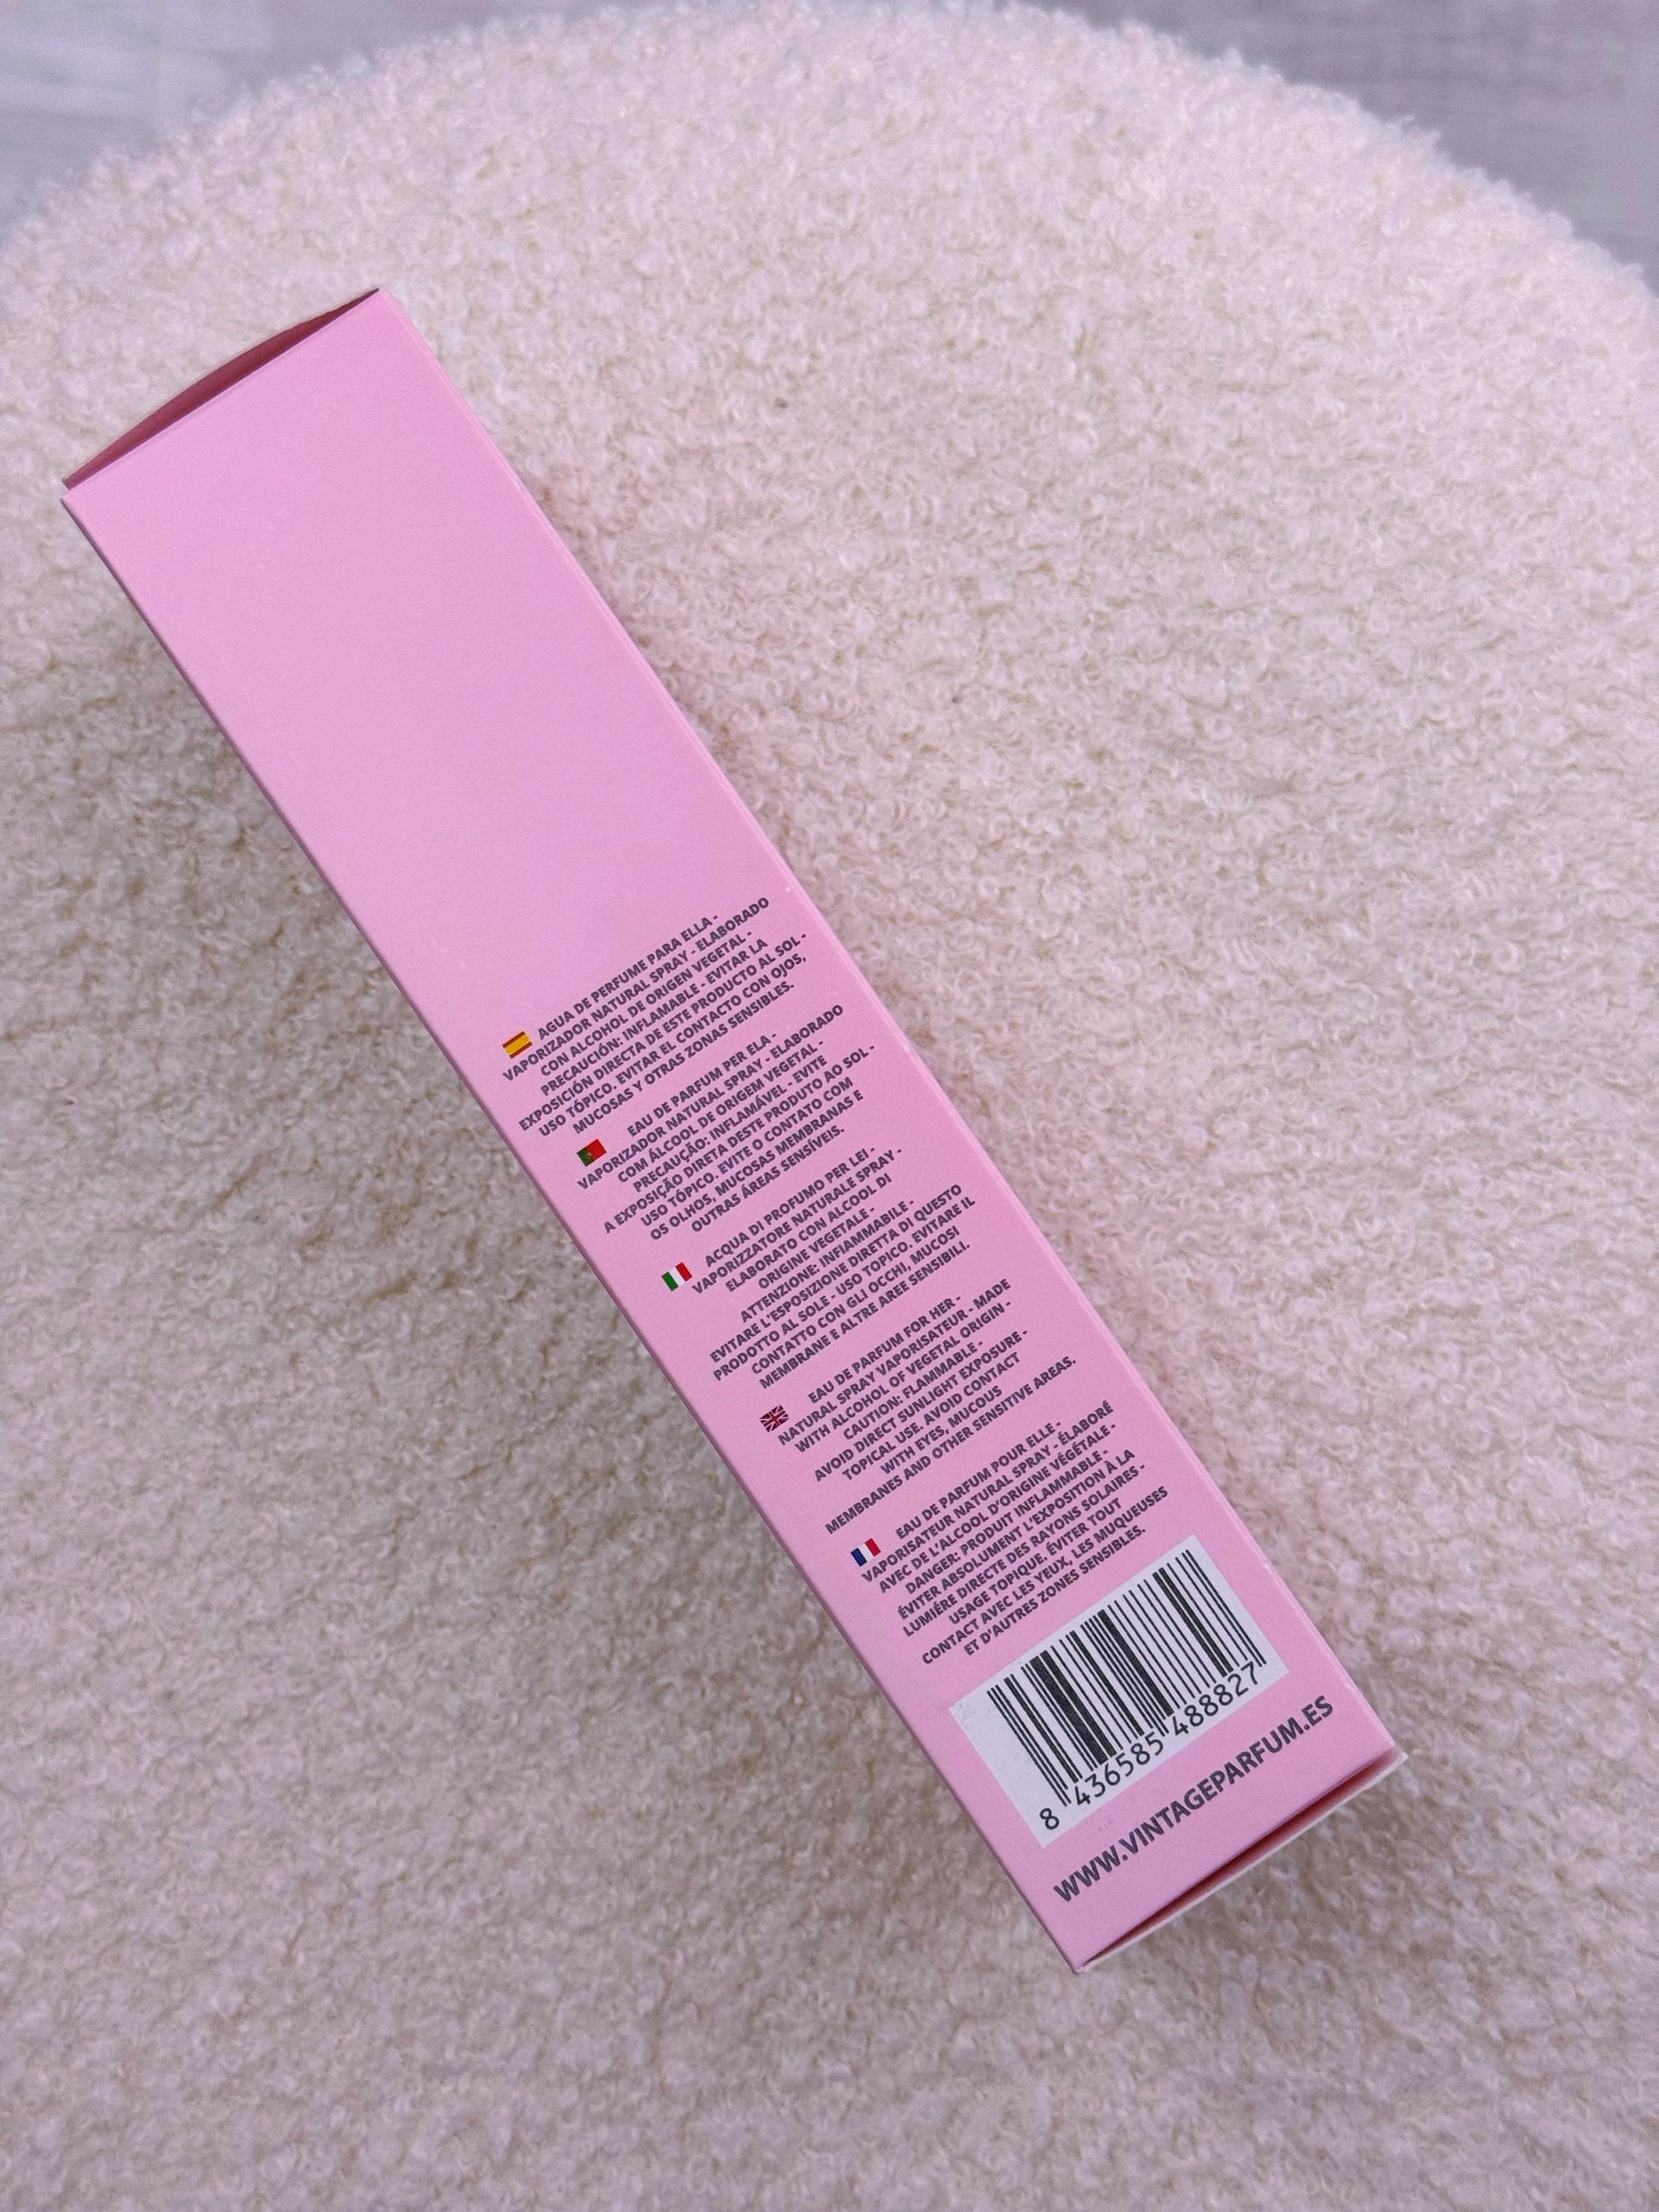 AGUA DE PERFUME PARA ELLA -
VAPORIZADOR NATURAL SPRAY - ELABORADO
CON ALCOHOL DE ORIGEN VEGETAL -
PRECAUCIÓN: INFLAMABLE - EVITAR LA
EXPOSICIÓN DIRECTA DE ESTE PRODUCTO AL SOL -
USO TÓPICO. EVITAR EL CONTACTO CON OJOS,
MUCOSAS Y OTRAS ZONAS SENSIBLES.
EAU DE PARFUM PER ELA -
VAPORIZADOR NATURAL SPRAY - ELABORADO
COM ÁLCOOL DE ORIGEM VEGETAL -
PRECAUÇÃO: INFLAMÁVEL - EVITE
A EXPOSIÇÃO DIRETA DESTE PRODUTO AO SOL -
USO TÓPICO. EVITE O CONTATO COM
OS OLHOS, MUCOSAS MEMBRANAS E
OUTRAS ÁREAS SENSÍVEIS.
ACQUA DI PROFUMO PER LEI -
VAPORIZZATORE NATURALE SPRAY -
ELABORATO CON ALCOOL DI
ORIGINE VEGETALE -
ATTENZIONE: INFIAMMABILE -
EVITARE L'ESPOSIZIONE DIRETTA DI QUESTO
PRODOTTO AL SOLE - USO TOPICO. EVITARE IL
CONTATTO CON GLI OCCHI, MUCOSI
MEMBRANE E ALTRE AREE SENSIBILI.
EAU DE PARFUM FOR HER -
NATURAL SPRAY VAPORISATEUR - MADE
WITH ALCOHOL OF VEGETAL ORIGIN -
CAUTION: FLAMMABLE -
AVOID DIRECT SUNLIGHT EXPOSURE -
TOPICAL USE. AVOID CONTACT
WITH EYES, MUCOUS
MEMBRANES AND OTHER SENSITIVE AREAS.
EAU DE PARFUM POUR ELLE -
VAPORISATEUR NATURAL SPRAY - ÉLABORÉ
AVEC DE L'ALCOOL D'ORIGINE VÉGÉTALE -
DANGER: PRODUIT INFLAMMABLE -
ÉVITER ABSOLUMENT L'EXPOSITION À LA
LUMIÉRE DIRECTE DES RAYONS SOLAIRES -
USAGE TOPIQUE. ÉVITER TOUT
CONTACT AVEC LES YEUX, LES MUQUEUSES
ET D'AUTRES ZONES SENSIBLES.
8 436585 488827
WWW.VINTAGEPARFUM.ES